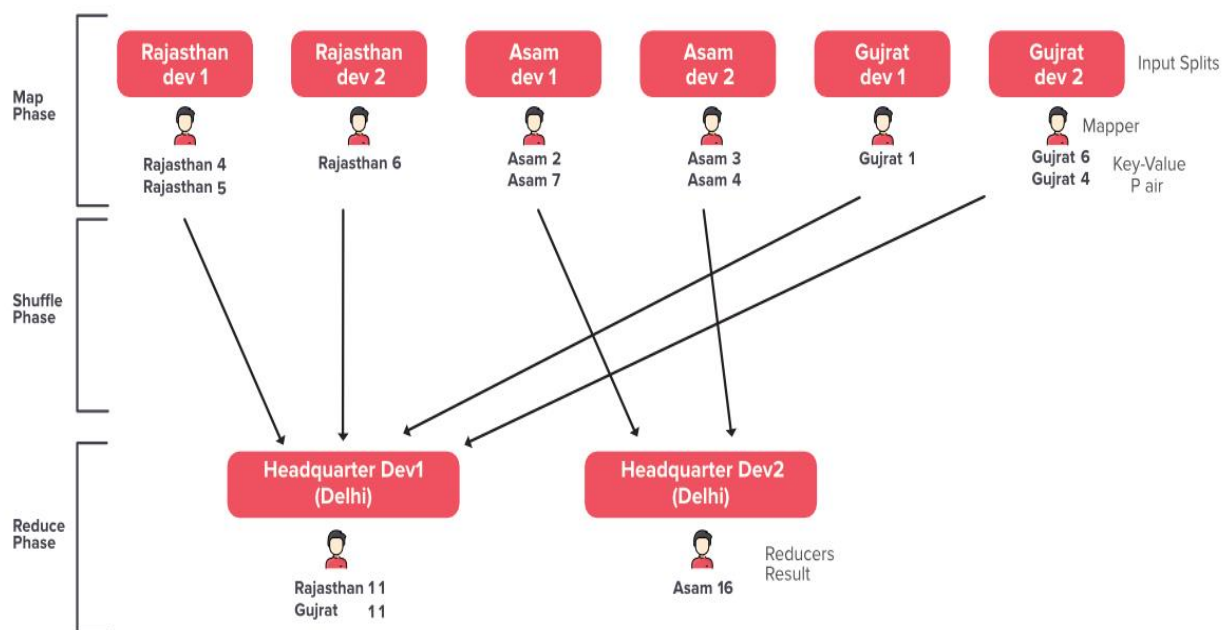 Rajasthan
dev 1
Rajasthan
dev 2
Asam
dev 1
Asam
dev 2
Gujrat
dev 1
Gujrat
dev 2
Input Splits
Map
Phase
Mapper
Rajasthan 4
Rajasthan 5
Rajasthan 6
Asam 2
Asam 7
Asam 3
Asam 4
Gujrat 1
Gujrat 6
Gujrat 4
Key-Value
P air
Shuffle
Phase
Headquarter Dev1
(Delhi)
Headquarter Dev2
(Delhi)
Reduce
Phase
Reducers
Result
Rajasthan 11
Gujrat 11
Asam 16